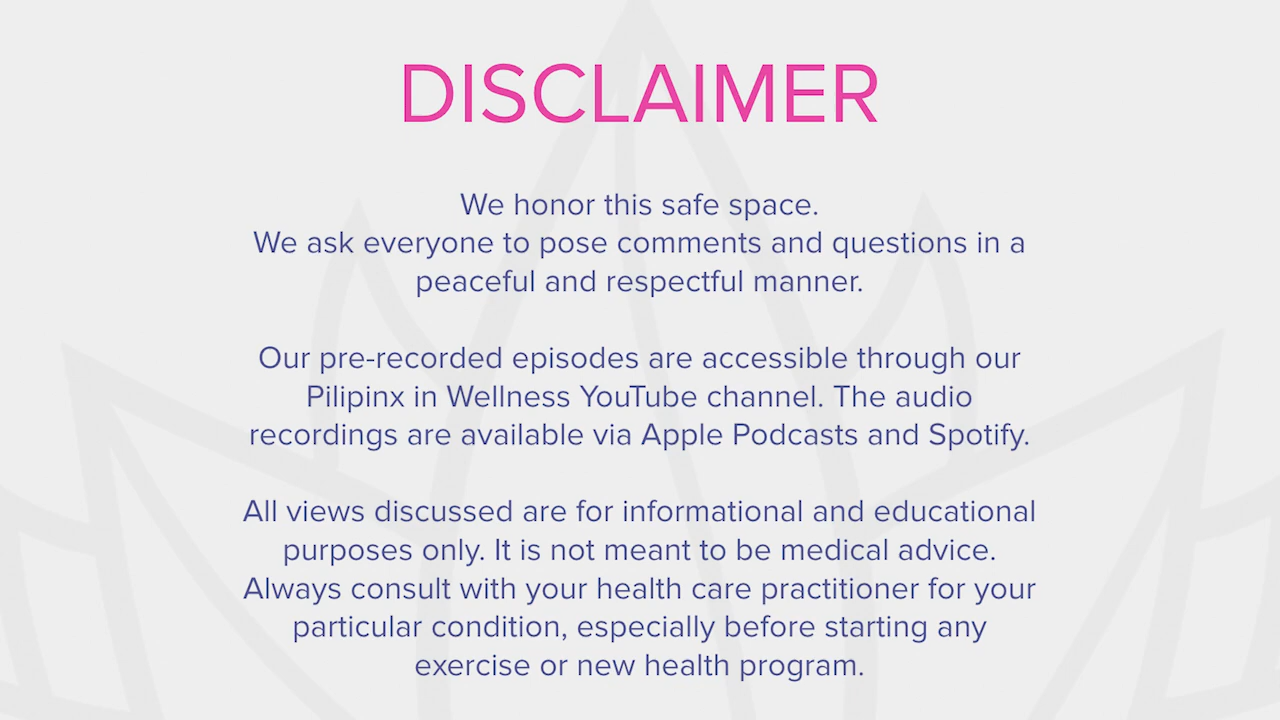 DISCLAIMER
We honor this safe space.
We ask everyone to pose comments and questions in a
peaceful and respectful manner.
Our pre-recorded episodes are accessible through our
Pilipinx in Wellness YouTube channel. The audio
recordings are available via Apple Podcasts and Spotify.
All views discussed are for informational and educational
purposes only. It is not meant to be medical advice.
Always consult with your health care practitioner for your
particular condition, especially before starting any
exercise or new health program.